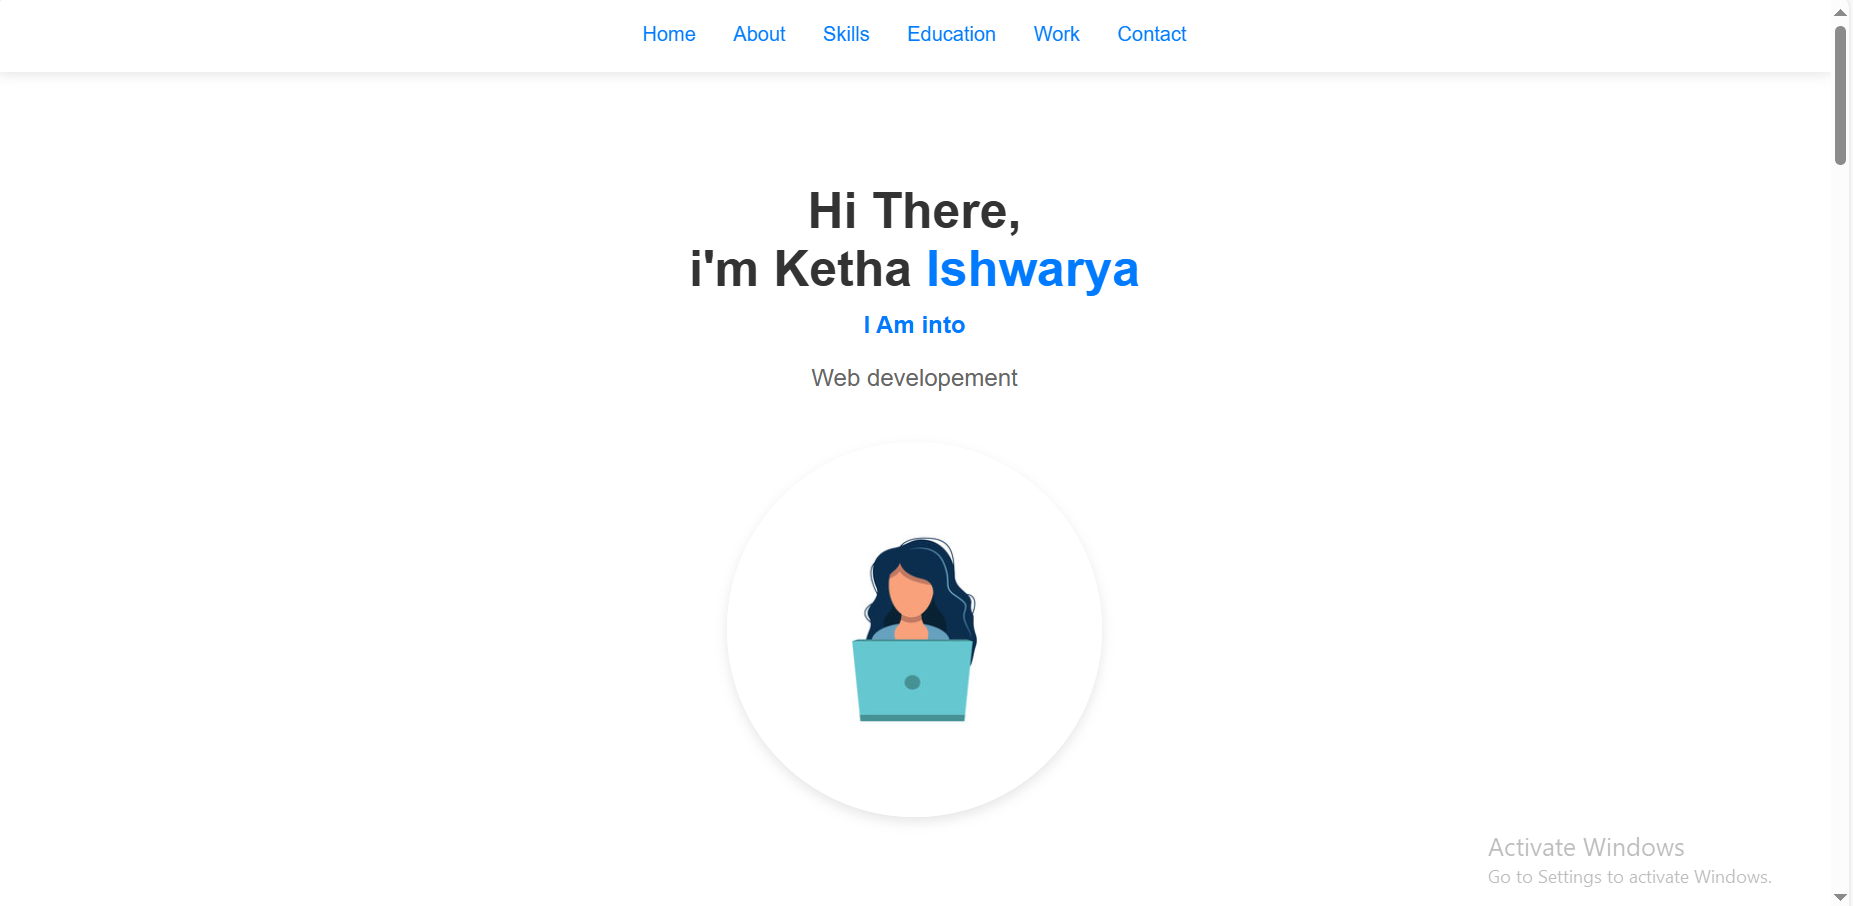 Home About Skills Education Work Contact
Hi There,
i'm Ketha Ishwarya
I Am into
Web developement
Activate Windows
Go to Settings to activate Windows.